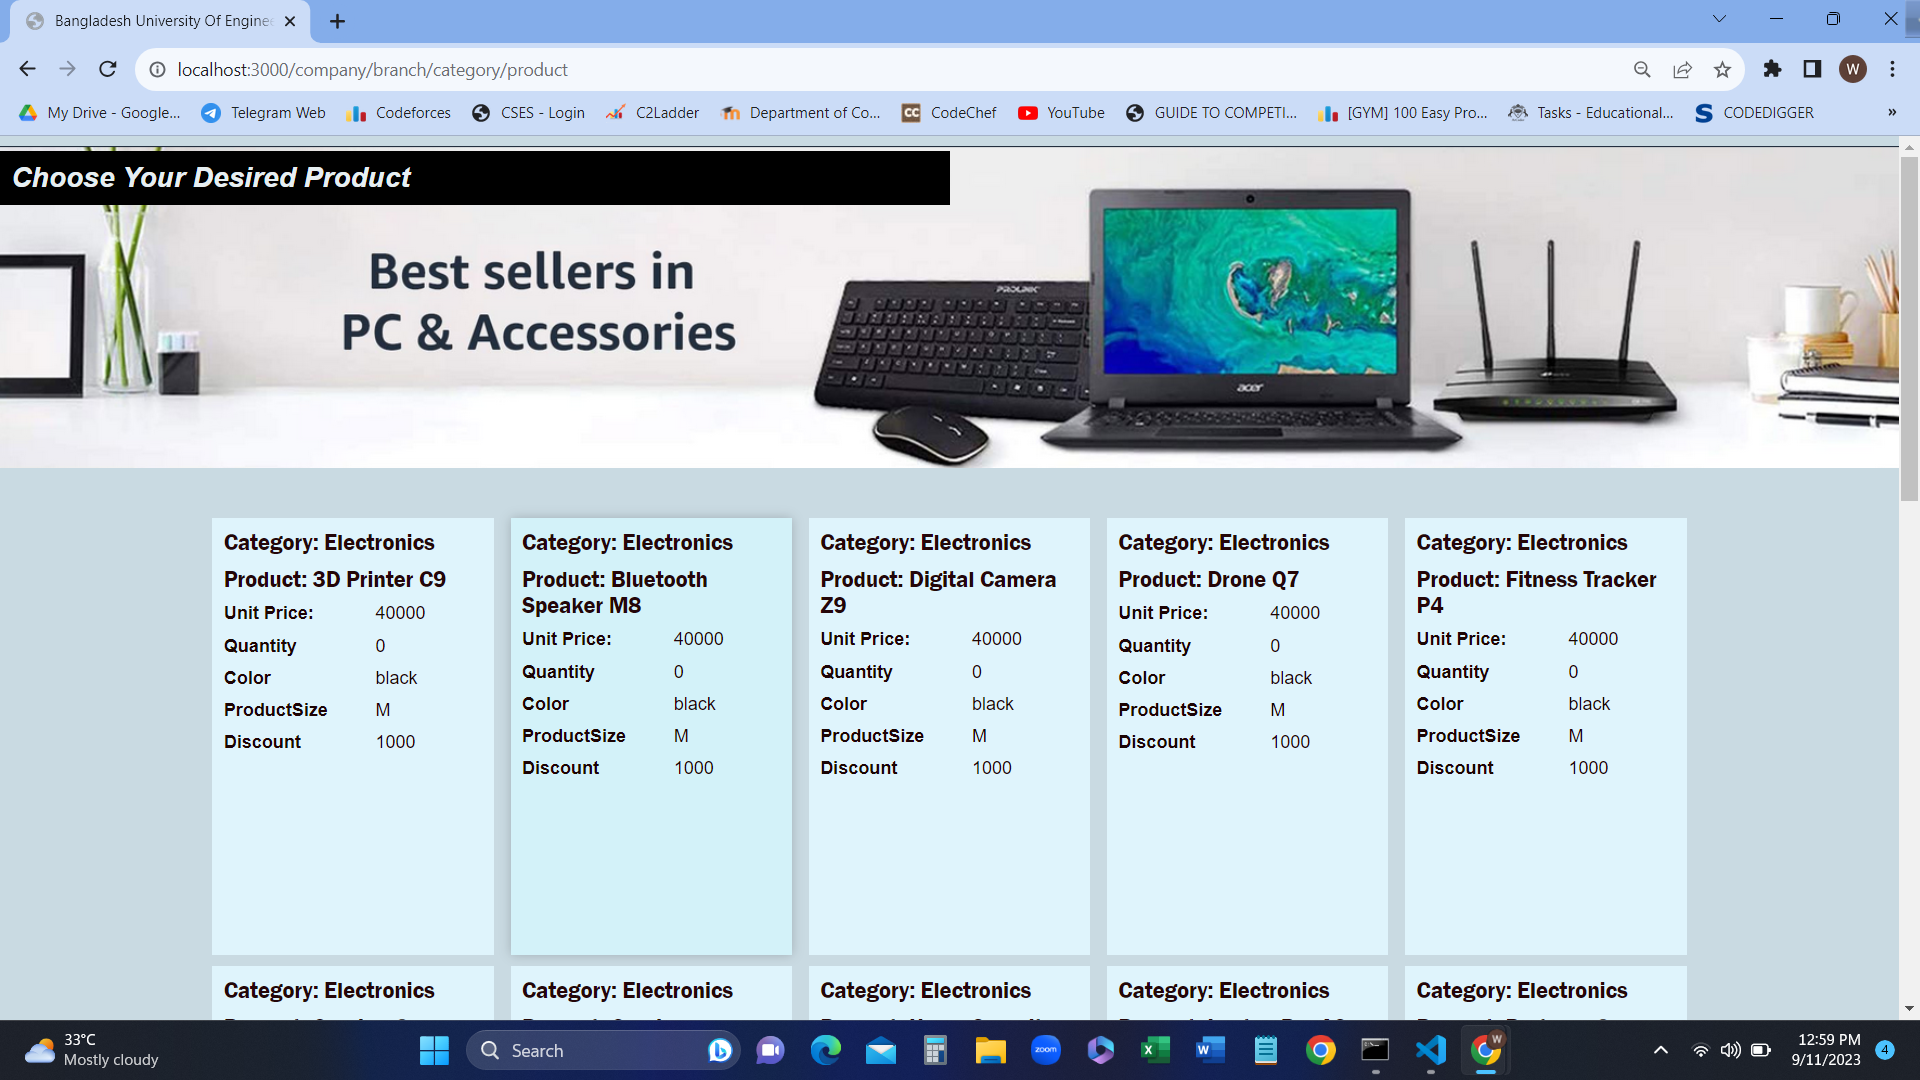 Bangladesh University Of Engine
localhost:3000/company/branch/category/product
W
My Drive - Google...
Telegram Web
Codeforces
CSES - Login
C2Ladder
Department of Co...
CC
CodeChef
YouTube
GUIDE TO COMPETI...
[GYM] 100 Easy Pro...
Tasks - Educational...
S
CODEDIGGER
»
Choose Your Desired Product
Best sellers in
PC & Accessories
PROLINK
acer
Category: Electronics
Product: 3D Printer C9
Unit Price: 40000
Quantity 0
Color black
ProductSize M
Discount 1000
Category: Electronics
Product: Bluetooth
Speaker M8
Unit Price: 40000
Quantity 0
Color black
ProductSize M
Discount 1000
Category: Electronics
Product: Digital Camera
Z9
Unit Price: 40000
Quantity 0
Color black
ProductSize M
Discount 1000
Category: Electronics
Product: Drone Q7
Unit Price: 40000
Quantity 0
Color black
ProductSize M
Discount 1000
Category: Electronics
Product: Fitness Tracker
P4
Unit Price: 40000
Quantity 0
Color black
ProductSize M
Discount 1000
Category: Electronics
Category: Electronics
Category: Electronics
Category: Electronics
Category: Electronics
33°C
Mostly cloudy
Search
zoom
W
12:59 PM
9/11/2023
4